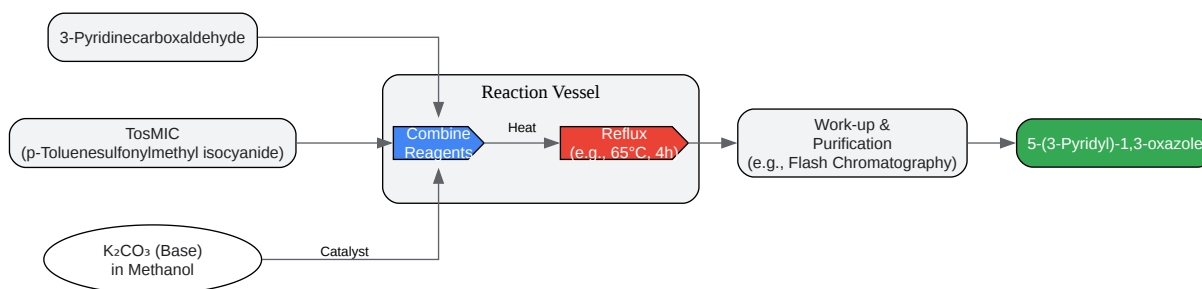 3-Pyridinecarboxaldehyde
Reaction Vessel
TosMIC
(p-Toluenesulfonylmethyl isocyanide)
Combine
Reagents
Heat
Reflux
(e.g., 65°C, 4h)
Work-up &
Purification
(e.g., Flash Chromatography)
5-(3-Pyridyl)-1,3-oxazole
K₂CO₃ (Base)
in Methanol
Catalyst